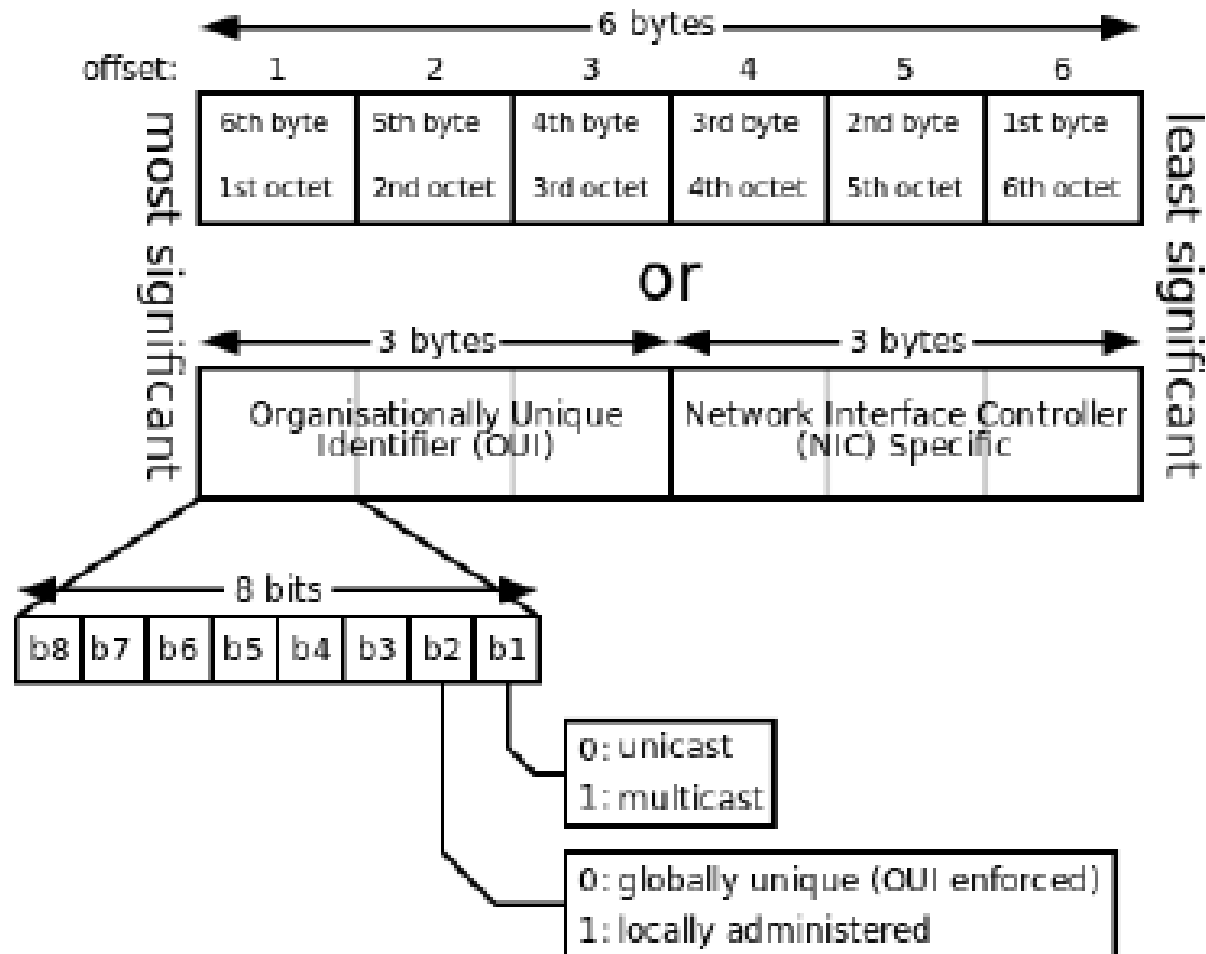 6 bytes
offset: 1 2 3 4 5 6
6th byte 5th byte 4th byte 3rd byte 2nd byte 1st byte
1st octet 2nd octet 3rd octet 4th octet 5th octet 6th octet
most significant
least significant
or
3 bytes 3 bytes
Organisationally Unique Network Interface Controller
Identifier (OUI) (NIC) Specific
8 bits
b8 b7 b6 b5 b4 b3 b2 b1
0: unicast
1: multicast
0: globally unique (OUI enforced)
1: locally administered